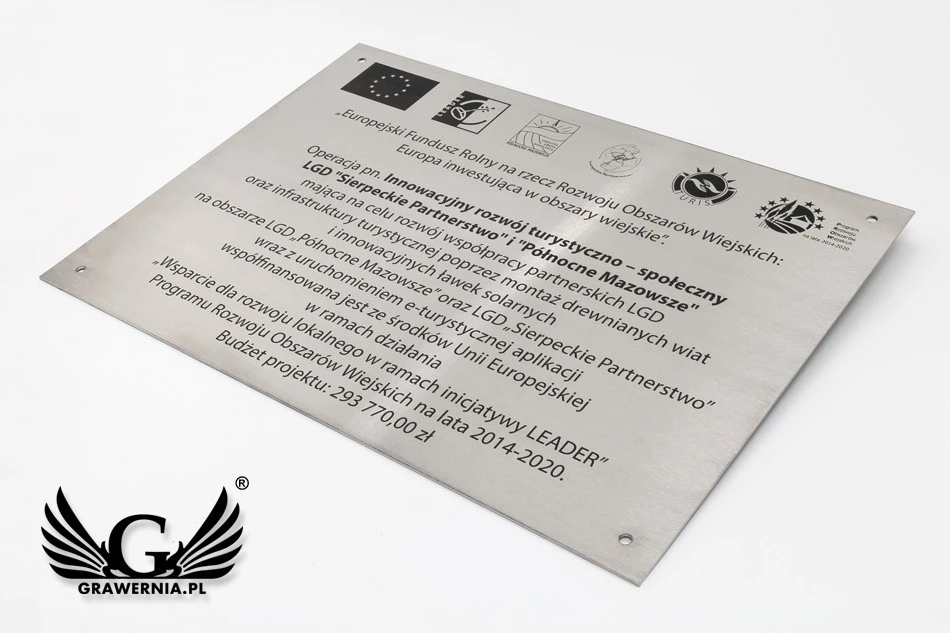 LEADER
PÓŁNOCNE MAZOWSZE
URIS
Program
Rozwoju
Obszarów
Wiejskich
na lata 2014-2020
„Europejski Fundusz Rolny na rzecz Rozwoju Obszarów Wiejskich:
Europa inwestująca w obszary wiejskie”.
Operacja pn. Innowacyjny rozwój turystyczno – społeczny
LGD "Sierpeckie Partnerstwo" i "Północne Mazowsze"
mająca na celu rozwój współpracy partnerskich LGD
oraz infrastruktury turystycznej poprzez montaż drewnianych wiat
i innowacyjnych ławek solarnych
na obszarze LGD „Północne Mazowsze” oraz LGD „Sierpeckie Partnerstwo”
wraz z uruchomieniem e-turystycznej aplikacji
współfinansowana jest ze środków Unii Europejskiej
w ramach działania
„Wsparcie dla rozwoju lokalnego w ramach inicjatywy LEADER”
Programu Rozwoju Obszarów Wiejskich na lata 2014-2020.
Budżet projektu: 293 770,00 zł
G ®
GRAWERNIA.PL